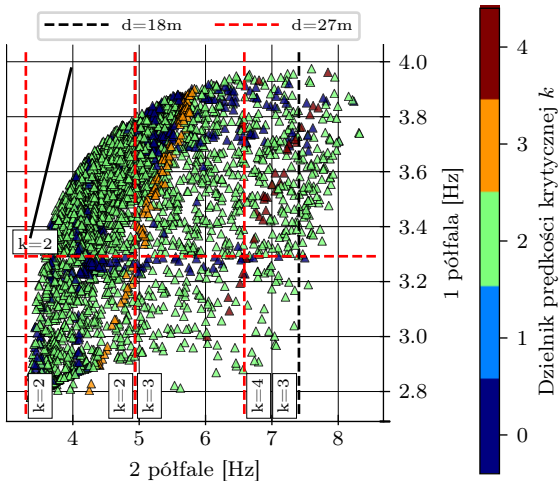 d=18m
d=27m
4.0
3.8
3.6
3.4
3.2
3.0
2.8
1 półfala [Hz]
k=2
k=2
k=2
k=3
k=4
k=3
4
5
6
7
8
2 półfale [Hz]
4
3
2
1
0
Dzielnik prędkości krytycznej k